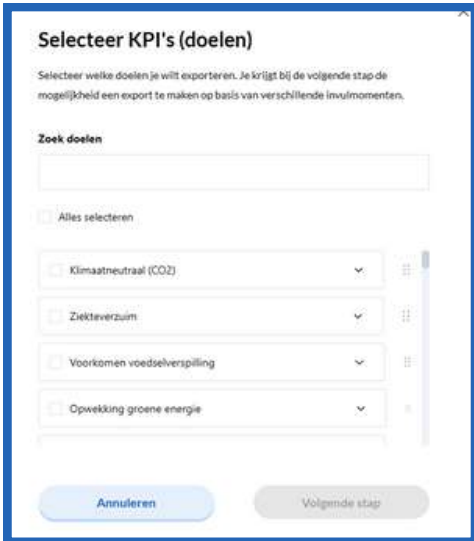 Selecteer KPI's (doelen)
Selecteer welke doelen je wilt exporteren. Je krijgt bij de volgende stap de
mogelijkheid een export te maken op basis van verschillende invulmomenten.
Zoek doelen
Alles selecteren
Klimaatneutraal (CO2)
Ziekteverzuim
Voorkomen voedselverspilling
Opwekking groene energie
Annuleren
Volgende stap